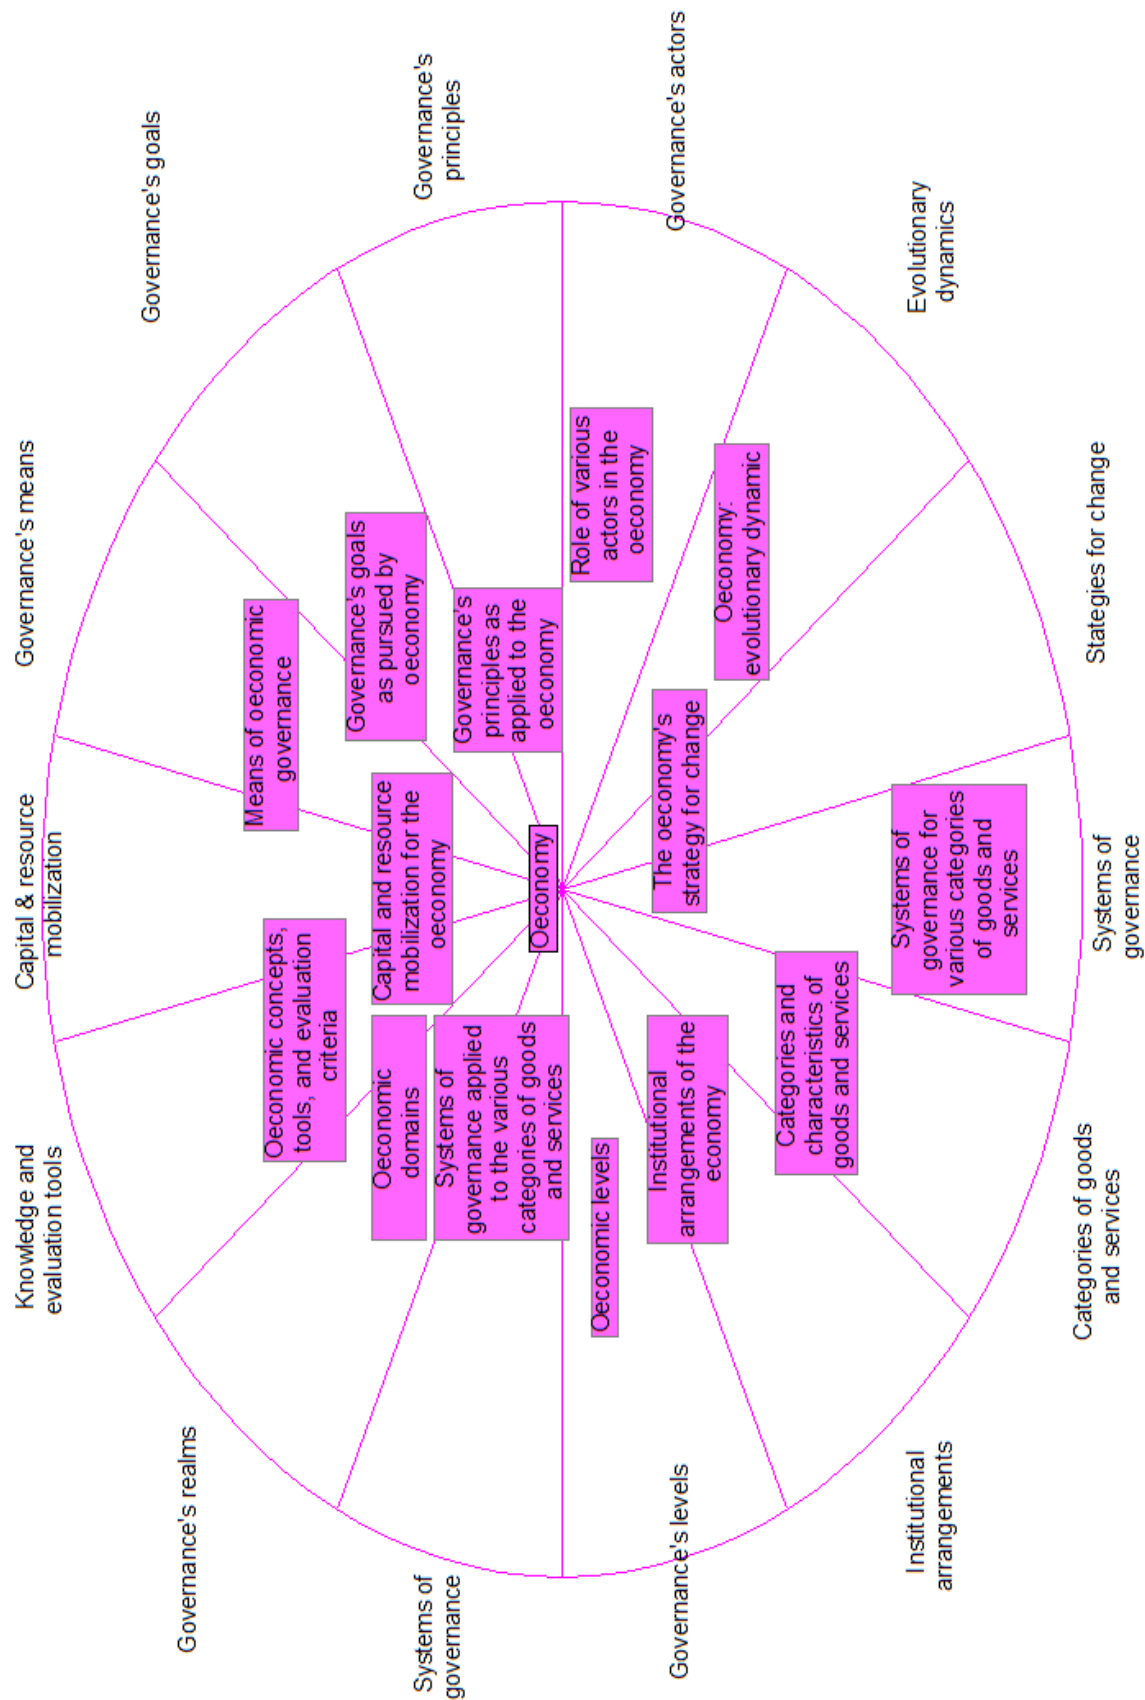 Knowledge and
evaluation tools
Capital & resource
mobilization
Governance's means
Governance's realms
Governance's goals
Systems of
governance
Governance's
principles
Governance's levels
Governance's actors
Institutional
arrangements
Evolutionary
dynamics
Categories of goods
and services
Systems of
governance
Stategies for change
Means of oeconomic
governance
Oeconomic concepts,
tools, and evaluation
criteria
Governance's goals
as pursued by
oeconomy
Oeconomic
domains
Capital and resource
mobilization for the
oeconomy
Systems of
governance applied
to the various
categories of goods
and services
Governance's
principles as
applied to the
oeconomy
Oeconomy
Role of various
actors in the
oeconomy
Oeconomic levels
Institutional
arrangements of the
economy
The oeconomy's
strategy for change
Oeconomy:
evolutionary dynamic
Categories and
characteristics of
goods and services
Systems of
governance for
various categories
of goods and
services